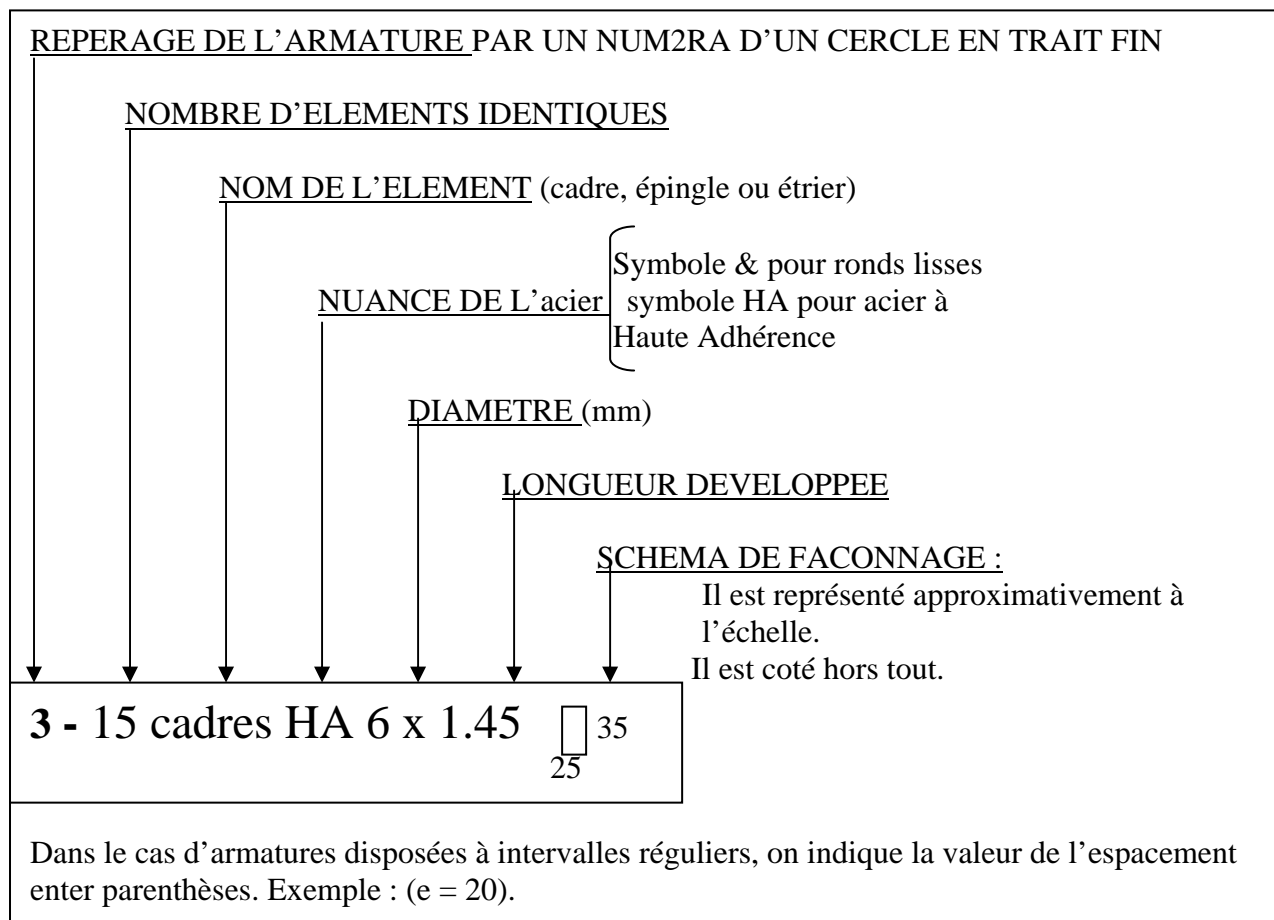 REPERAGE DE L’ARMATURE PAR UN NUM2RA D’UN CERCLE EN TRAIT FIN
NOMBRE D’ELEMENTS IDENTIQUES
NOM DE L’ELEMENT (cadre, épingle ou étrier)
Symbole & pour ronds lisses
NUANCE DE L’acier symbole HA pour acier à
Haute Adhérence
DIAMETRE (mm)
LONGUEUR DEVELOPPEE
SCHEMA DE FACONNAGE :
Il est représenté approximativement à
l’échelle.
Il est coté hors tout.
3 - 15 cadres HA 6 x 1.45 35
25
Dans le cas d’armatures disposées à intervalles réguliers, on indique la valeur de l’espacement
enter parenthèses. Exemple : (e = 20).